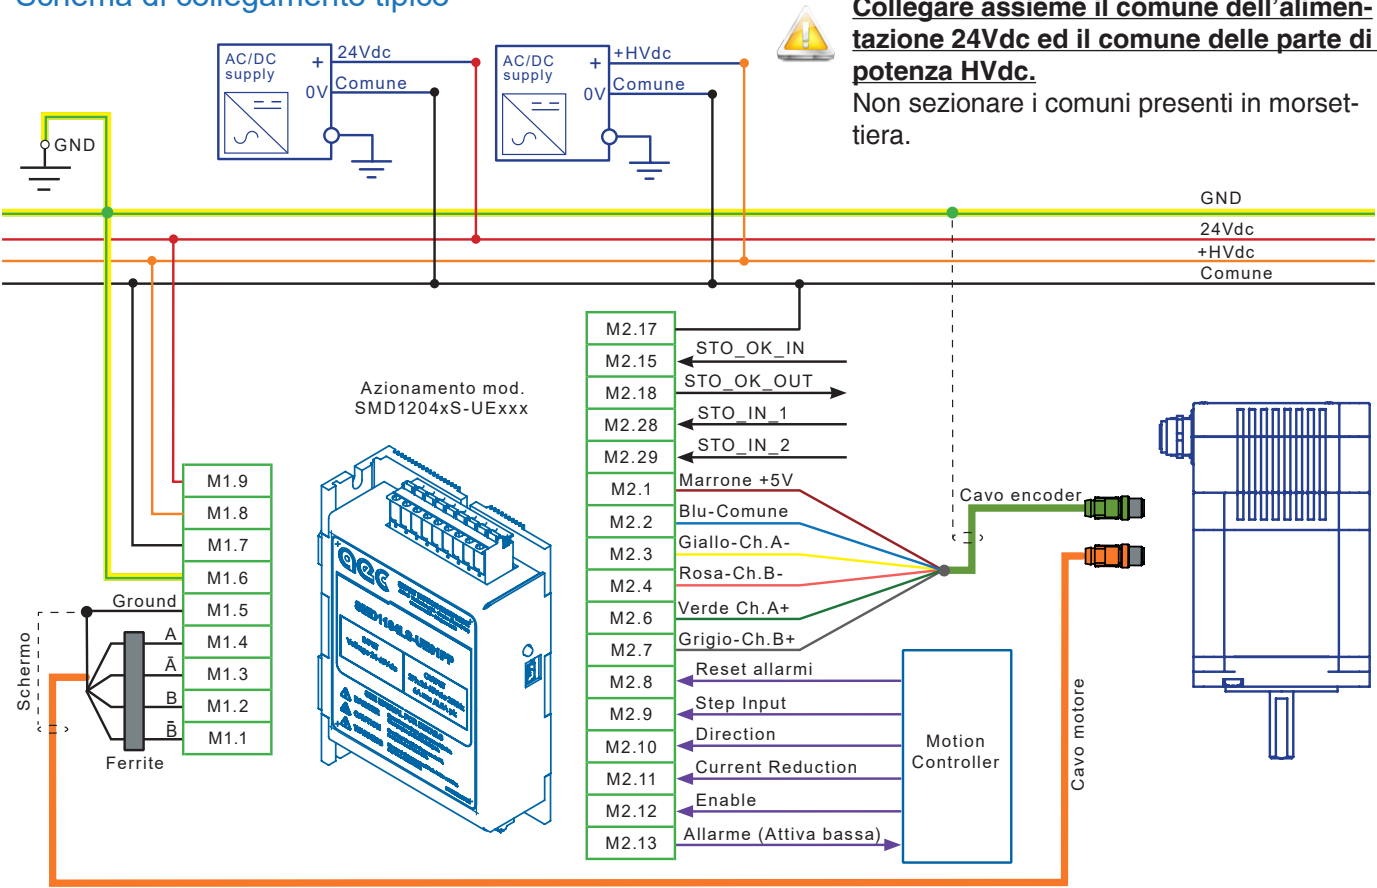 Schema di collegamento tipico
Collegare assieme il comune dell'alimen-
tazione 24Vdc ed il comune delle parte di
potenza HVdc.
Non sezionare i comuni presenti in morset-
tiera.
AC/DC
supply
+
0V
24Vdc
Comune
AC/DC
supply
+
0V
+HVdc
Comune
GND
GND
24Vdc
+HVdc
Comune
Azionamento mod.
SMD1204xS-UExxx
M1.9
M1.8
M1.7
M1.6
M1.5
M1.4
M1.3
M1.2
M1.1
Ground
A
Ā
B
B̄
Schermo
Ferrite
aec
SMD1104LS-UE01PP
M2.17
M2.15
M2.18
M2.28
M2.29
M2.1
M2.2
M2.3
M2.4
M2.6
M2.7
M2.8
M2.9
M2.10
M2.11
M2.12
M2.13
STO_OK_IN
STO_OK_OUT
STO_IN_1
STO_IN_2
Marrone +5V
Blu-Comune
Giallo-Ch.A-
Rosa-Ch.B-
Verde Ch.A+
Grigio-Ch.B+
Reset allarmi
Step Input
Direction
Current Reduction
Enable
Allarme (Attiva bassa)
Motion
Controller
Cavo encoder
Cavo motore